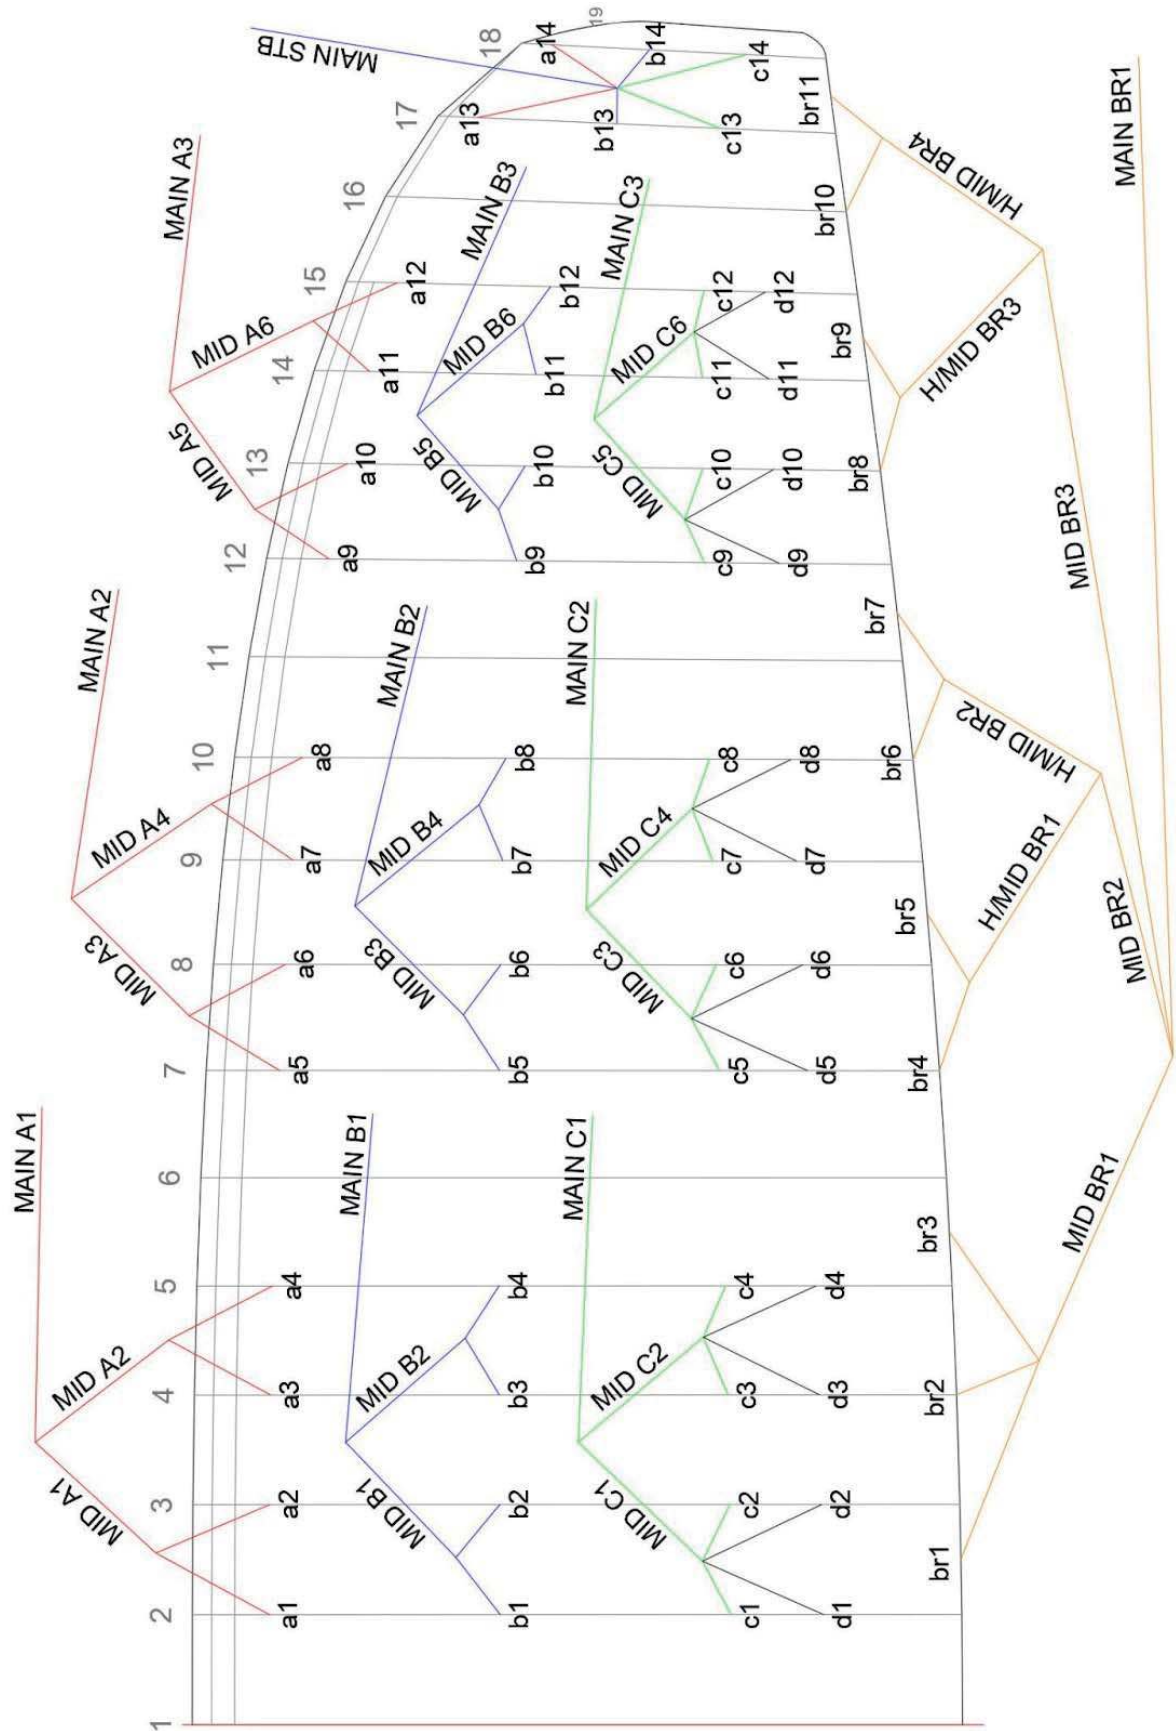 MAIN A1
MID A1
MID A2
MAIN A2
MID A3
MID A4
MAIN A3
MID A5
MID A6
MAIN STB
1
2
3
4
5
6
7
8
9
10
11
12
13
14
15
16
17
18
19
a1
a2
a3
a4
a5
a6
a7
a8
a9
a10
a11
a12
a13
a14
MAIN B1
MID B1
MID B2
MAIN B2
MID B3
MID B4
MAIN B3
MID B5
MID B6
b1
b2
b3
b4
b5
b6
b7
b8
b9
b10
b11
b12
b13
b14
MAIN C1
MID C1
MID C2
MAIN C2
MID C3
MID C4
MAIN C3
MID C5
MID C6
c1
c2
c3
c4
c5
c6
c7
c8
c9
c10
c11
c12
c13
c14
d1
d2
d3
d4
d5
d6
d7
d8
d9
d10
d11
d12
br1
br2
br3
br4
br5
br6
br7
br8
br9
br10
br11
H/MID BR1
H/MID BR2
H/MID BR3
H/MID BR4
MID BR1
MID BR2
MID BR3
MAIN BR1